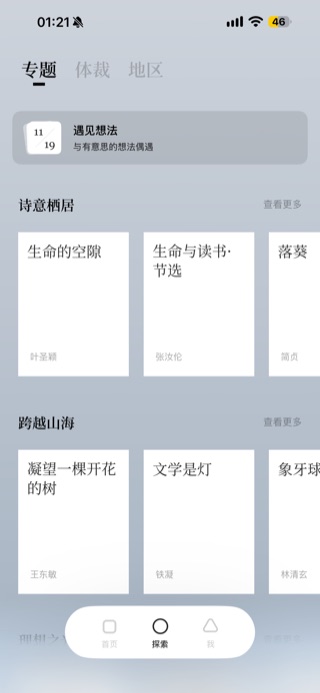 01:21
46
专题 体裁 地区
11
19
遇见想法
与有意思的想法偶遇
诗意栖居 查看更多
生命的空隙
叶圣颖
生命与读书·
节选
张汝伦
落葵
简贞
跨越山海 查看更多
凝望一棵开花
的树
王东敏
文学是灯
铁凝
象牙球
林清玄
首页 探索 我